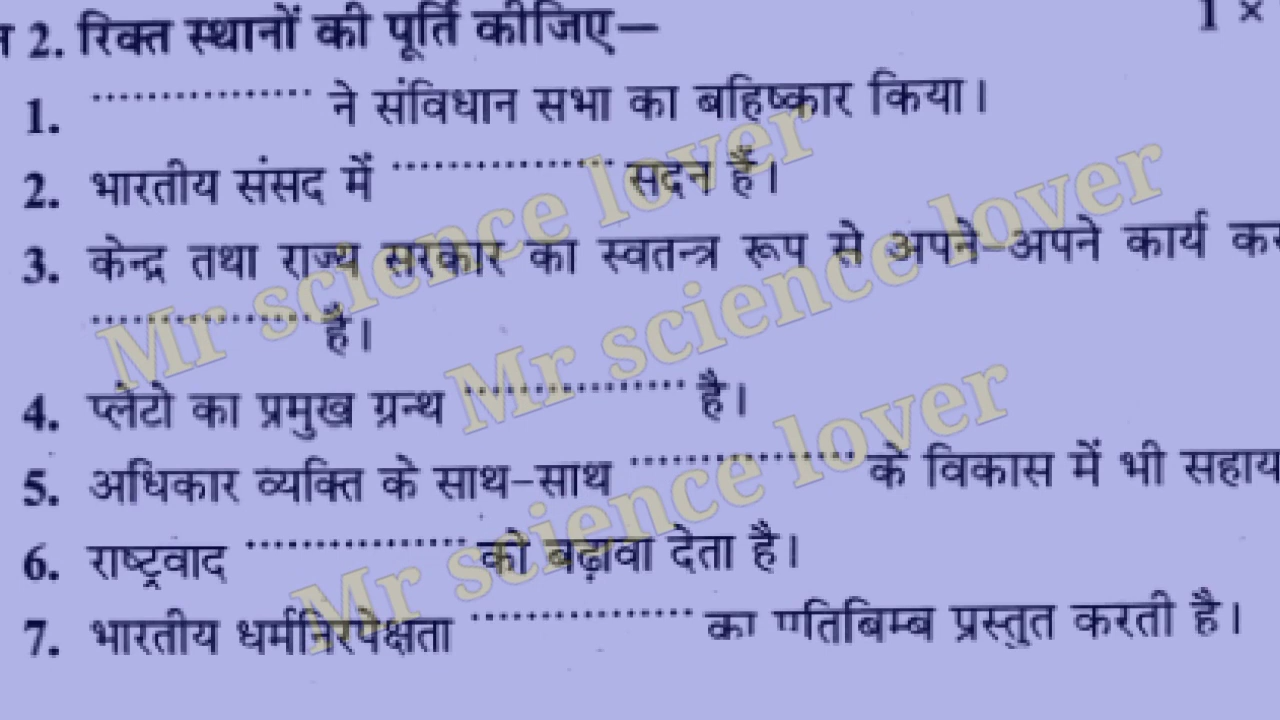 2. रिक्त स्थानों की पूर्ति कीजिए— 1 ×
1. ................ ने संविधान सभा का बहिष्कार किया।
2. भारतीय संसद में ................ सदन हैं।
3. केन्द्र तथा राज्य सरकार का स्वतन्त्र रूप से अपने-अपने कार्य
................ है।
4. प्लेटो का प्रमुख ग्रन्थ ................ है।
5. अधिकार व्यक्ति के साथ-साथ ................ के विकास में भी
6. राष्ट्रवाद ................ को बढ़ावा देता है।
7. भारतीय धर्मनिरपेक्षता ................ का प्रतिबिम्ब प्रस्तुत करती है।
Mr science lover
Mr science lover
Mr science lover